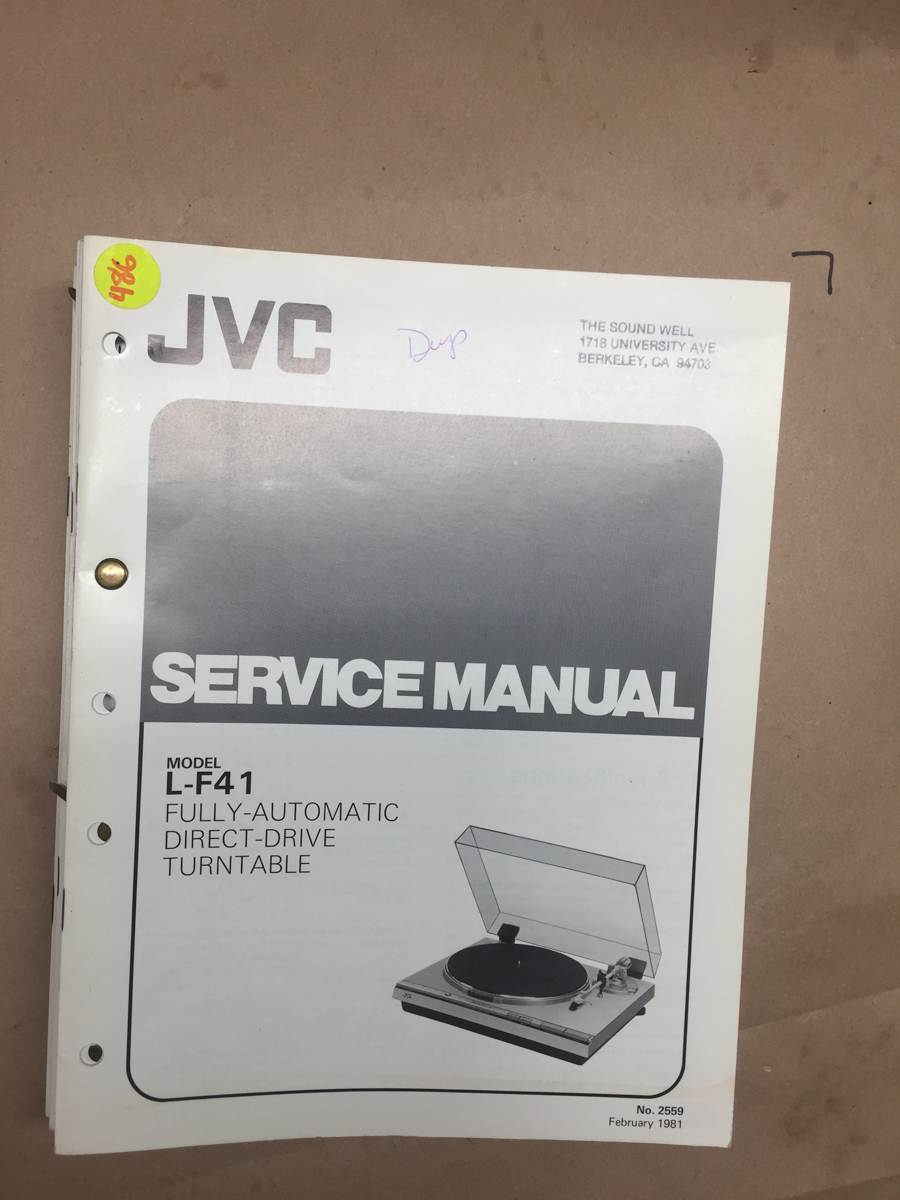 486
JVC
Dup
THE SOUND WELL
1718 UNIVERSITY AVE
BERKELEY, CA 94703
SERVICE MANUAL
MODEL
L-F41
FULLY-AUTOMATIC
DIRECT-DRIVE
TURNTABLE
No. 2559
February 1981